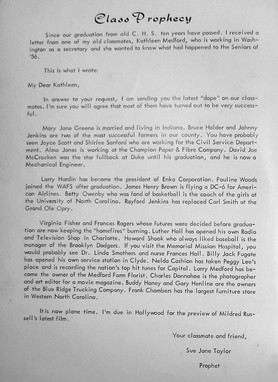 Class Prophecy
Since our graduation from old C. H. S. ten years have passed. I received a
letter from one of my old classmates, Kathleen Medford, who is working in Wash-
ington as a secretary and she wanted to know what had happened to the Seniors of
'56.
This is what I wrote:
My Dear Kathleen,
In answer to your request, I am sending you the latest "dope" on our class-
mates. I'm sure you will agree that most of them have turned out to be very success-
ful.
Mary Jane Greene is married and living in Indiana. Bruce Holder and Johnny
Jenkins are two of the most successful farmers in our county. You have probably
seen Joyce Scott and Shirlee Sanford who are working for the Civil Service Depart-
ment. Alma Jones is working at the Champion Paper & Fibre Company. David Joe
McCracken was the star fullback at Duke until his graduation, and he is now a
Mechanical Engineer.
Larry Hardin has become the president of Enka Corporation. Pauline Woods
joined the WAFS after graduation. James Henry Brown is flying a DC-6 for Ameri-
can Airlines. Betty Ownnby who was fond of basketball is the coach of the girls at
the University of North Carolina. Rayford Jenkins has replaced Carl Smith at the
Grand Ole Opry.
Virginia Fisher and Frances Rogers whose futures were decided before gradua-
tion are now keeping the "homefires" burning. Luther Hall has opened his own Radio
and Television Shop in Charlotte. Howard Shook who always liked baseball is the
manager of the Brooklyn Dodgers. If you visit the Memorial Mission Hospital, you
would probably see Dr. Linda Smathers and nurse Frances Hall. Billy Jack Fugate
has opened his own service station in Clyde. Nelda Cashion has taken Peggy Lee's
place and is recording the nation's top hit tunes for Capitol. Larry Medford has be-
come the owner of the Medford Farm Florist. Charles Donnahoe is the photographer
and art editor for a movie magazine. Buddy Haney and Gary Henline are the owners
of the Blue Ridge Trucking Company. Frank Chambers has the largest furniture store
in Western North Carolina.
It is now plane time. I'm due in Hollywood for the preview of Mildred Rus-
sell's latest film.
Your classmate and friend,
Sue Jane Taylor
Prophet